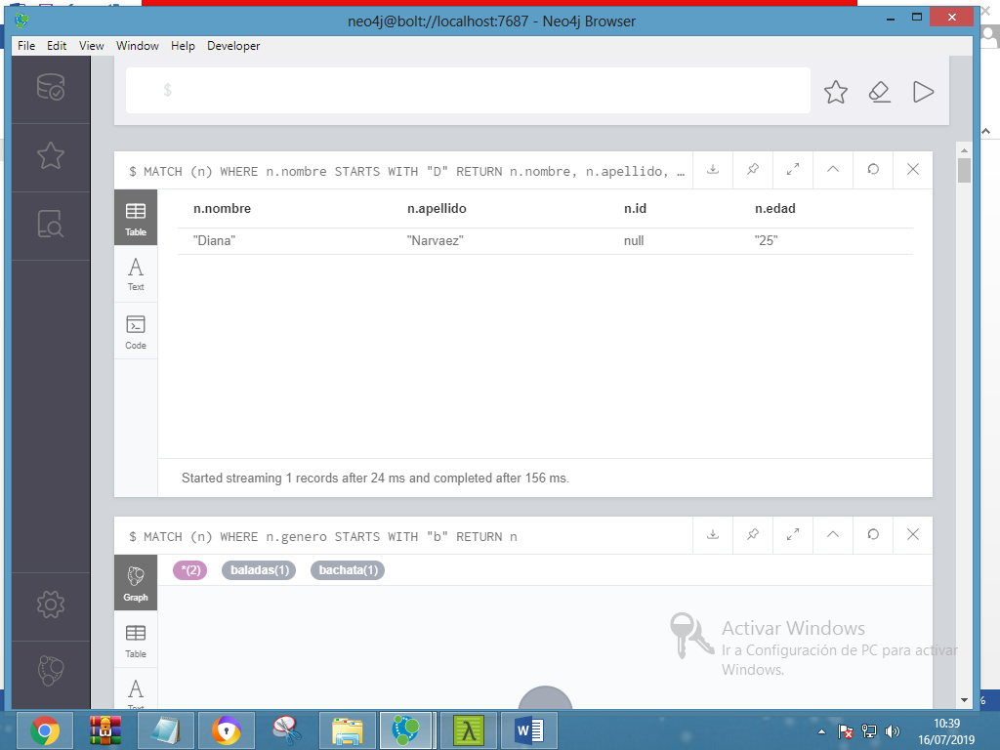 neo4j@bolt://localhost:7687 - Neo4j Browser
File Edit View Window Help Developer
$
$ MATCH (n) WHERE n.nombre STARTS WITH "D" RETURN n.nombre, n.apellido, …
Table
n.nombre n.apellido n.id n.edad
"Diana" "Narvaez" null "25"
A
Text
Code
Started streaming 1 records after 24 ms and completed after 156 ms.
$ MATCH (n) WHERE n.genero STARTS WITH "b" RETURN n
*(2) baladas(1) bachata(1)
Graph
Table
A
Text
Activar Windows
Ir a Configuración de PC para activar
Windows.
%
10:39
16/07/2019